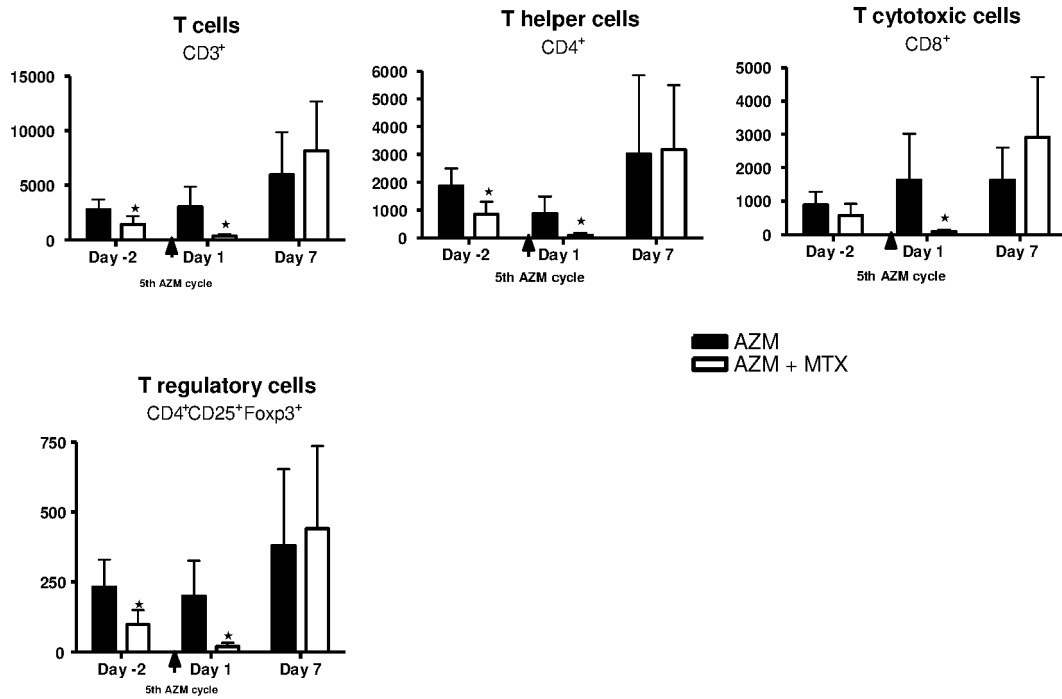 T cells
CD3⁺
15000
10000
5000
0
Day -2
Day 1
Day 7
5th AZM cycle
T helper cells
CD4⁺
6000
5000
4000
3000
2000
1000
0
Day -2
Day 1
Day 7
5th AZM cycle
T cytotoxic cells
CD8⁺
5000
4000
3000
2000
1000
0
Day -2
Day 1
Day 7
5th AZM cycle
AZM
AZM + MTX
T regulatory cells
CD4⁺CD25⁺Foxp3⁺
750
500
250
0
Day -2
Day 1
Day 7
5th AZM cycle